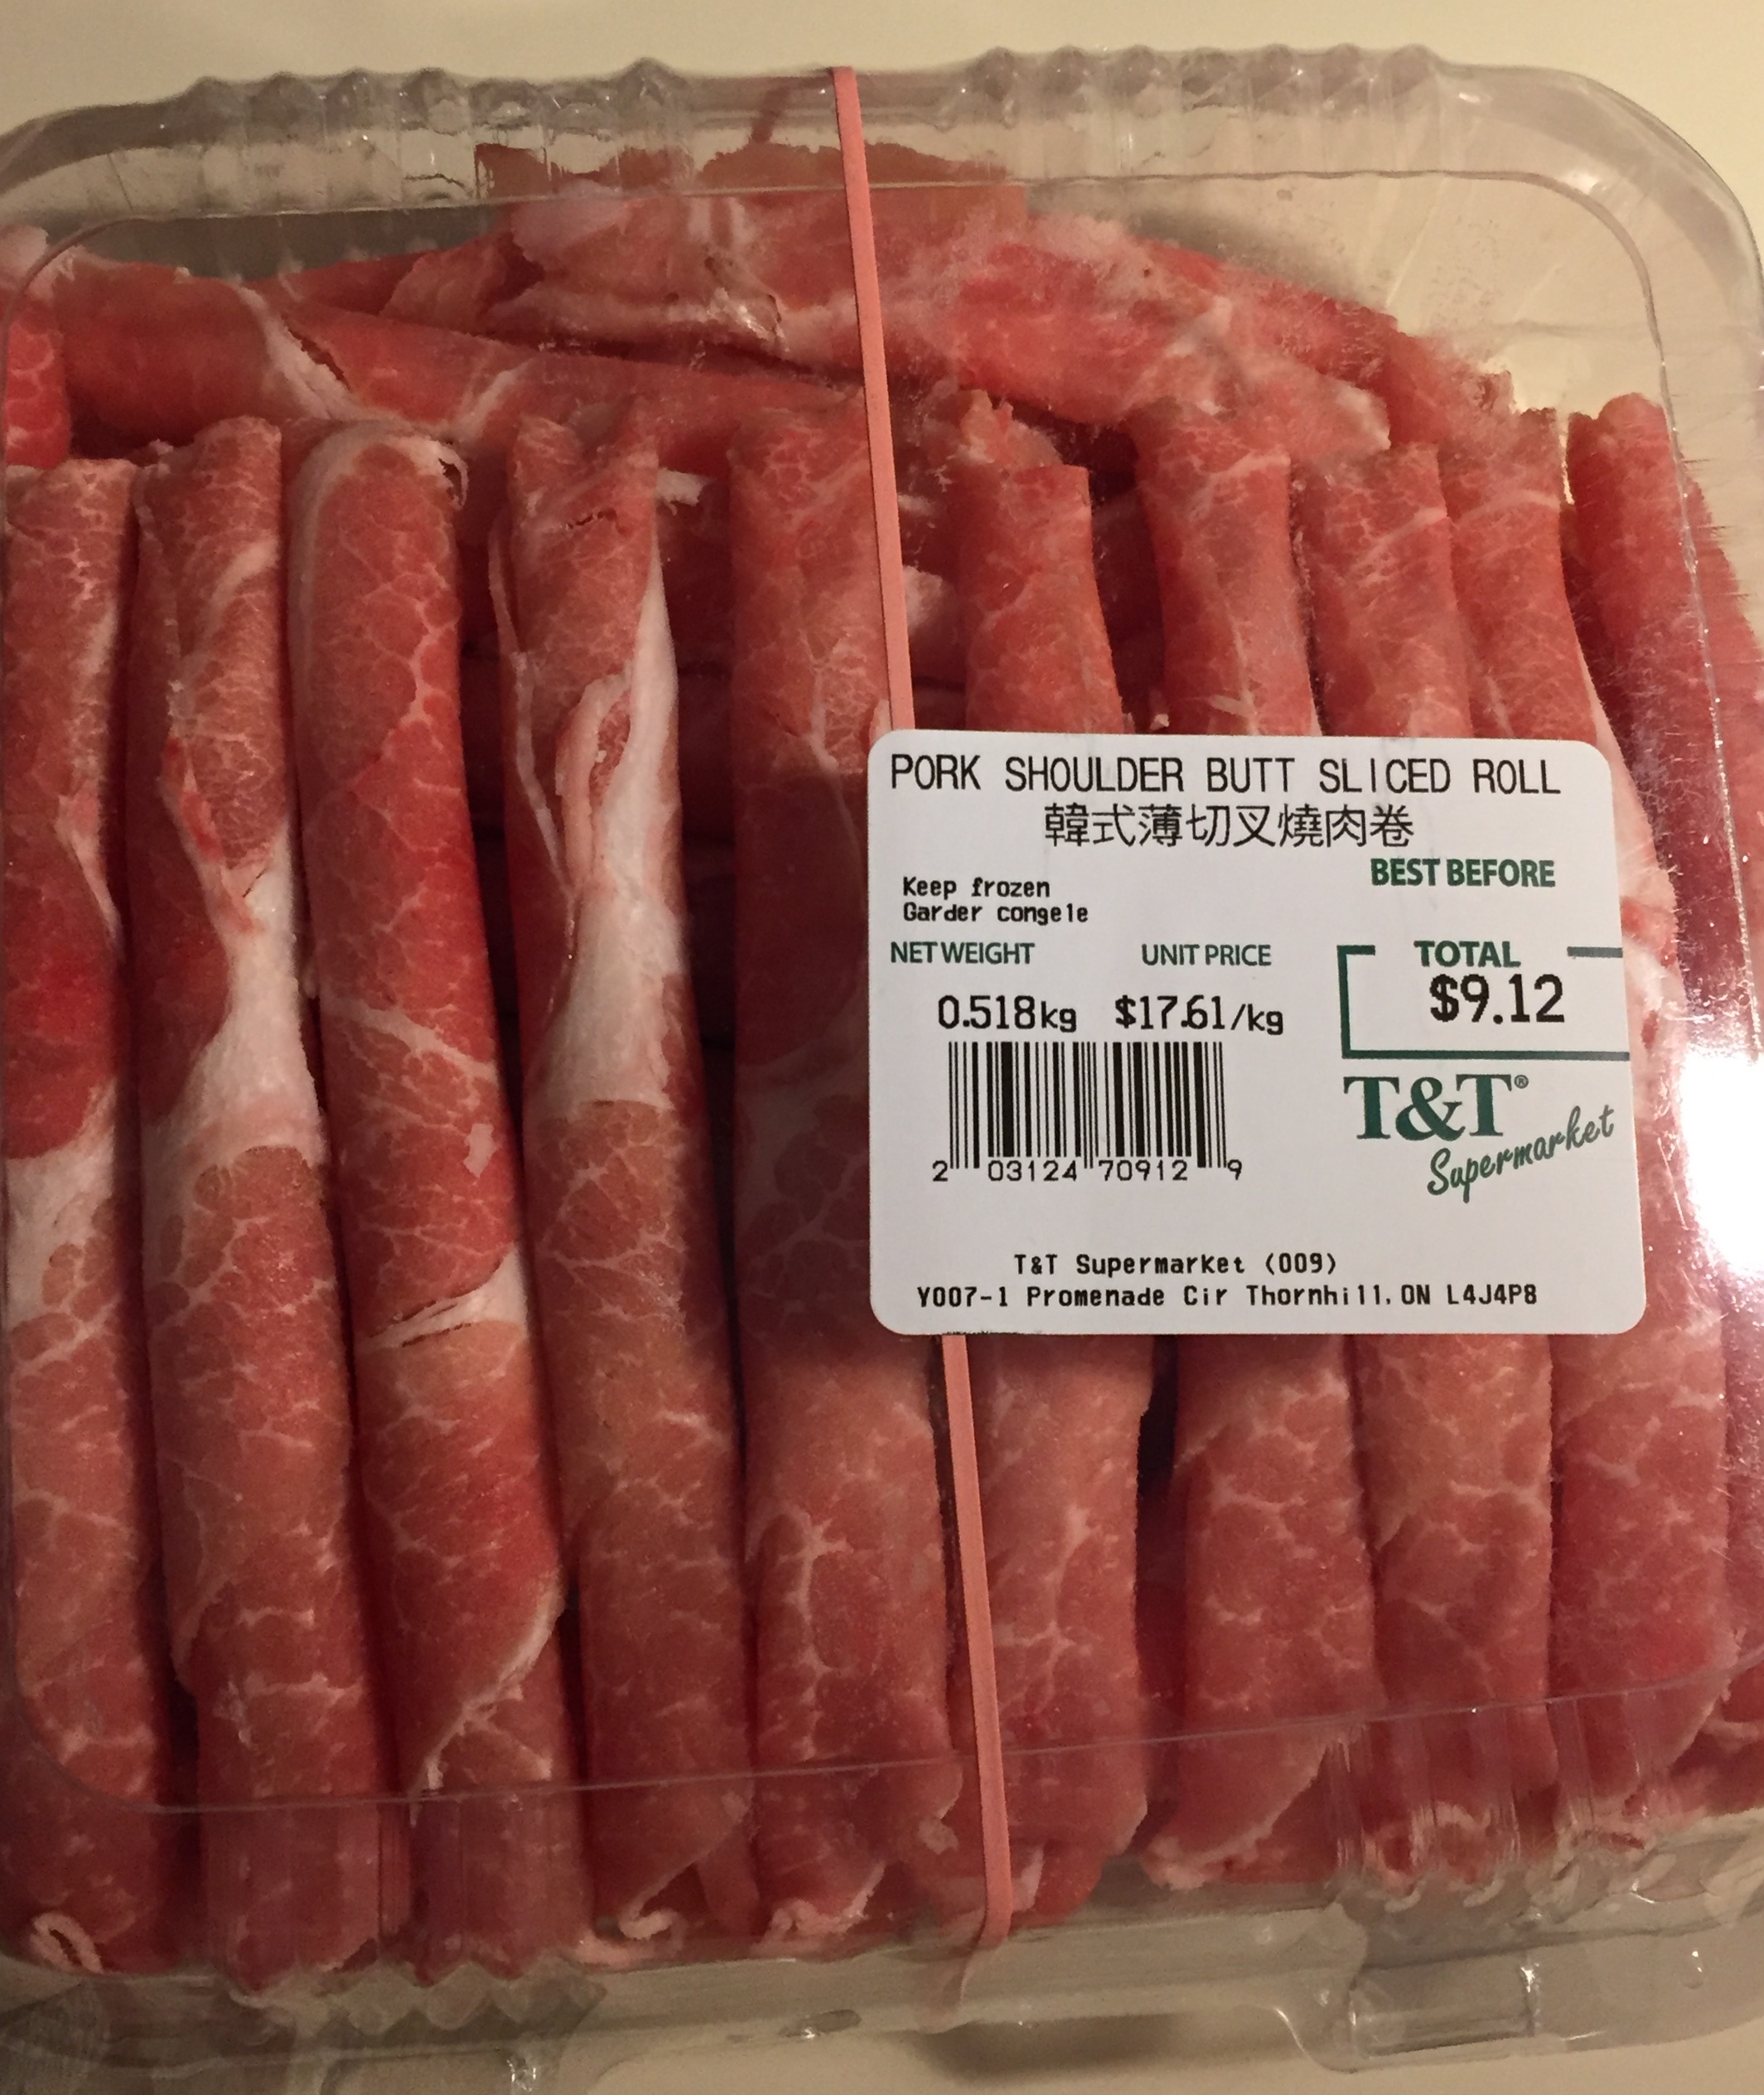 PORK SHOULDER BUTT SLICED ROLL
韓式薄切叉燒肉卷
BEST BEFORE
Keep frozen
Garder congele
NET WEIGHT UNIT PRICE TOTAL
0.518kg $17.61/kg $9.12
2 03124 70912 9
T&T®
Supermarket
T&T Supermarket (009)
Y007-1 Promenade Cir Thornhill, ON L4J4P8